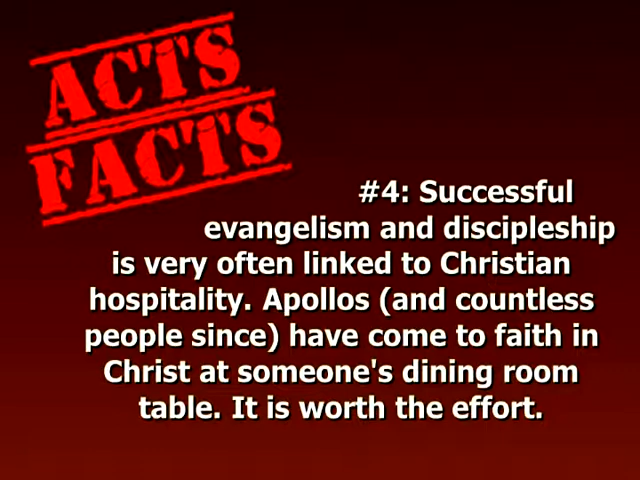 ACTS
FACTS
#4: Successful
evangelism and discipleship
is very often linked to Christian
hospitality. Apollos (and countless
people since) have come to faith in
Christ at someone's dining room
table. It is worth the effort.